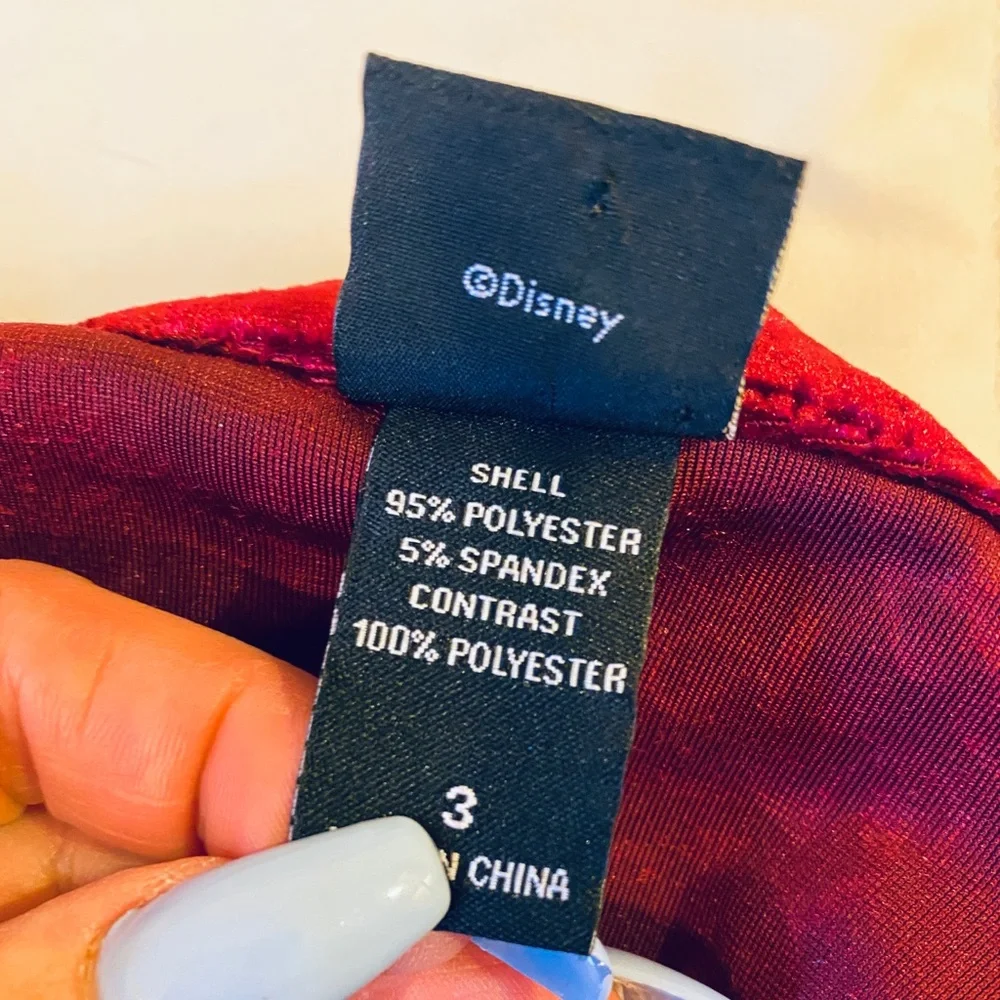 ©Disney
SHELL
95% POLYESTER
5% SPANDEX
CONTRAST
100% POLYESTER
3
CHINA